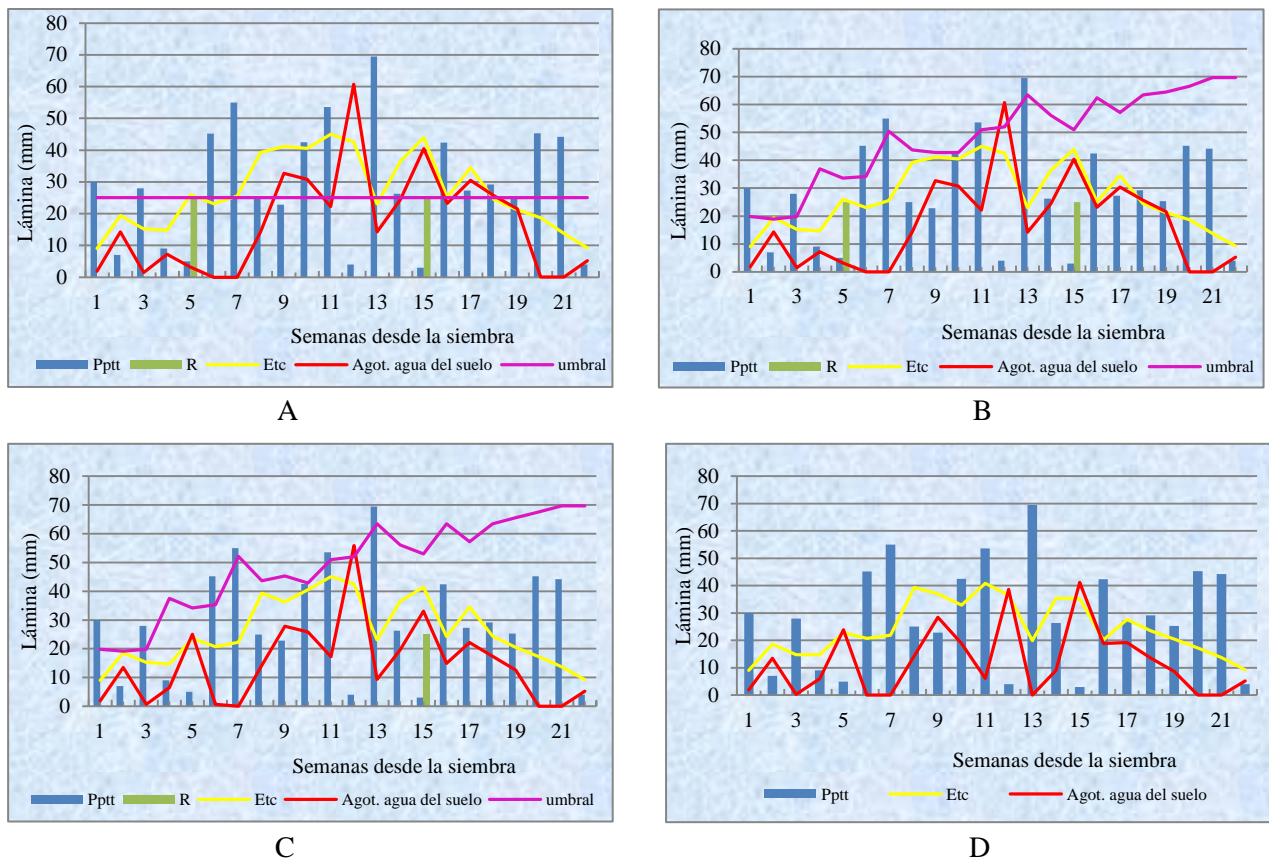 80
70
60
50
40
30
20
10
0
Lámina (mm)
1 3 5 7 9 11 13 15 17 19 21
Semanas desde la siembra
Pptt R Etc Agot. agua del suelo umbral
A
80
70
60
50
40
30
20
10
0
Lámina (mm)
1 3 5 7 9 11 13 15 17 19 21
Semanas desde la siembra
Pptt R Etc Agot. agua del suelo umbral
B
80
70
60
50
40
30
20
10
0
Lámina (mm)
1 3 5 7 9 11 13 15 17 19 21
Semanas desde la siembra
Pptt R Etc Agot. agua del suelo umbral
C
80
70
60
50
40
30
20
10
0
Lámina (mm)
1 3 5 7 9 11 13 15 17 19 21
Semanas desde la siembra
Pptt Etc Agot. agua del suelo
D